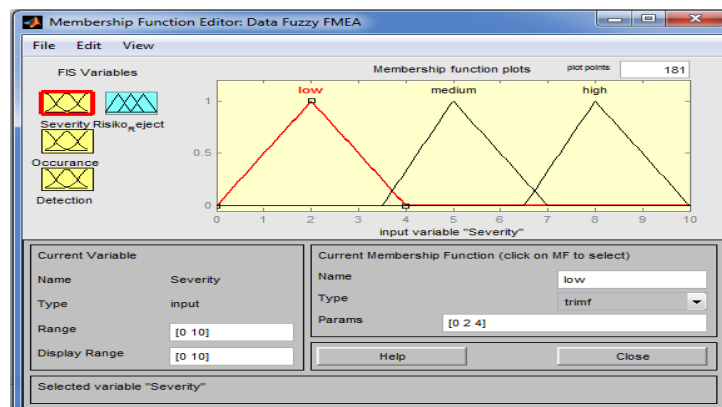 Membership Function Editor: Data Fuzzy FMEA
File Edit View
FIS Variables
Membership function plots
plot points:
181
Severity
Risiko_Reject
Occurance
Detection
low
medium
high
1
0.5
0
0 1 2 3 4 5 6 7 8 9 10
input variable "Severity"
Current Variable
Name Severity
Type input
Range [0 10]
Display Range [0 10]
Current Membership Function (click on MF to select)
Name low
Type trimf
Params [0 2 4]
Help Close
Selected variable "Severity"